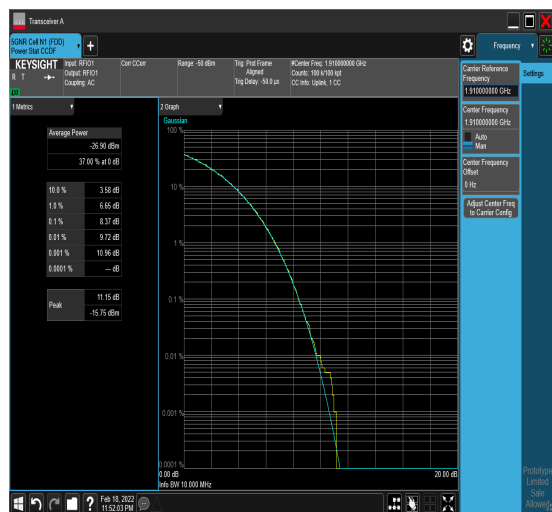 Transceiver A
5GNR Cell N1 (FDD)
Power Stat CCDF
Frequency
KEYSIGHT
R T
Input: RFIO1
Output: RFIO1
Coupling: AC
Corr CCorr
Range: -50 dBm
Trig: Prot Frame
Aligned
Trig Delay: -50.0 µs
#Center Freq: 1.910000000 GHz
Counts: 100 k/100 kpt
CC Info: Uplink, 1 CC
1 Metrics
Average Power
-26.90 dBm
37.00 % at 0 dB
10.0 % 3.58 dB
1.0 % 6.65 dB
0.1 % 8.37 dB
0.01 % 9.72 dB
0.001 % 10.96 dB
0.0001 % --- dB
Peak
11.15 dB
-15.75 dBm
2 Graph
Gaussian
100 %
10 %
1 %
0.1 %
0.01 %
0.001 %
0.0001 %
0.00 dB
20.00 dB
Info BW 10.000 MHz
Carrier Reference
Frequency
1.910000000 GHz
Center Frequency
1.910000000 GHz
Auto
Man
Center Frequency
Offset
0 Hz
Adjust Center Freq
to Carrier Config
Settings
Prototype
Limited
Sale
Allowed
?
Feb 18, 2022
11:52:03 PM